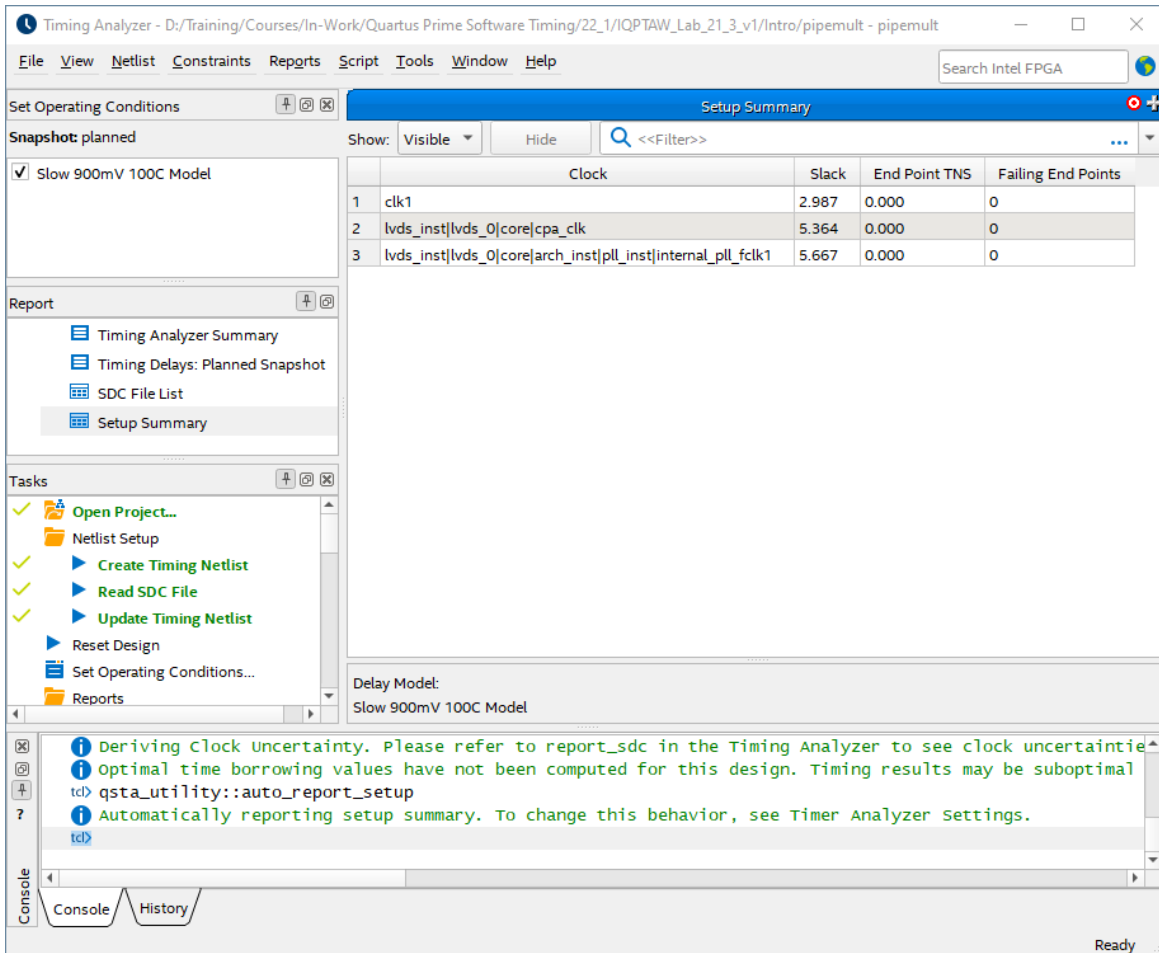 Timing Analyzer - D:/Training/Courses/In-Work/Quartus Prime Software Timing/22_1/IQPTAW_Lab_21_3_v1/Intro/pipemult - pipemult
File View Netlist Constraints Reports Script Tools Window Help
Search Intel FPGA
Set Operating Conditions
Snapshot: planned
Slow 900mV 100C Model
Report
Timing Analyzer Summary
Timing Delays: Planned Snapshot
SDC File List
Setup Summary
Tasks
Open Project...
Netlist Setup
Create Timing Netlist
Read SDC File
Update Timing Netlist
Reset Design
Set Operating Conditions...
Reports
Setup Summary
Show: Visible Hide <<Filter>> ...
Clock Slack End Point TNS Failing End Points
1 clk1 2.987 0.000 0
2 lvds_inst|lvds_0|core|cpa_clk 5.364 0.000 0
3 lvds_inst|lvds_0|core|arch_inst|pll_inst|internal_pll_fclk1 5.667 0.000 0
Delay Model:
Slow 900mV 100C Model
Deriving Clock Uncertainty. Please refer to report_sdc in the Timing Analyzer to see clock uncertaintie
Optimal time borrowing values have not been computed for this design. Timing results may be suboptimal
tcl> qsta_utility::auto_report_setup
Automatically reporting setup summary. To change this behavior, see Timer Analyzer Settings.
tcl>
?
Console
Console History
Ready